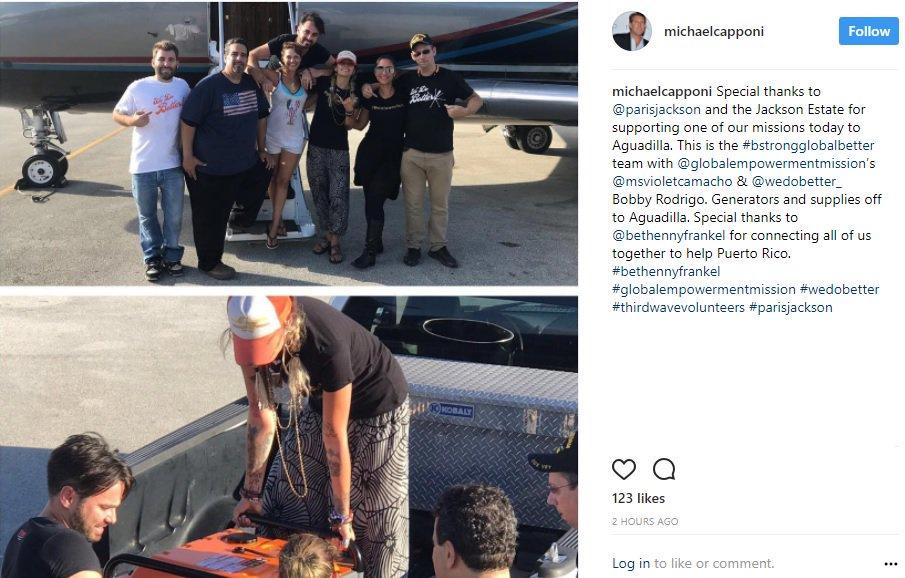 michaelcapponi
Follow
michaelcapponi Special thanks to
@parisjackson and the Jackson Estate for
supporting one of our missions today to
Aguadilla. This is the #bstrongglobalbetter
team with @globalempowermentmission's
@msvioletcamacho & @wedobetter_
Bobby Rodrigo. Generators and supplies off
to Aguadilla. Special thanks to
@bethennyfrankel for connecting all of us
together to help Puerto Rico.
#bethennyfrankel
#globalempowermentmission #wedobetter
#thirdwavevolunteers #parisjackson
KOBALT
123 likes
2 HOURS AGO
Log in to like or comment.